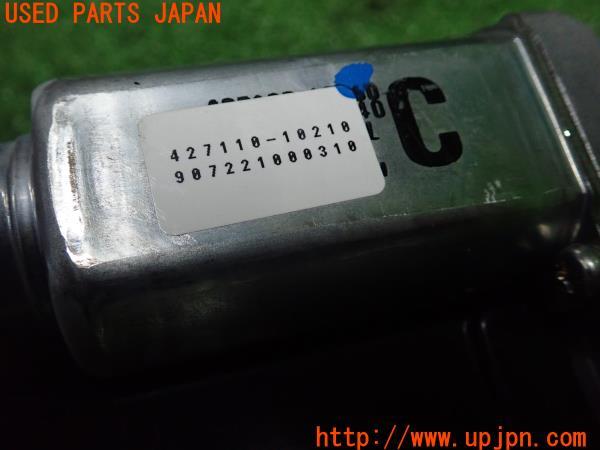 USED PARTS JAPAN
427110-10210
907221000310
C
http://www.upjpn.com/